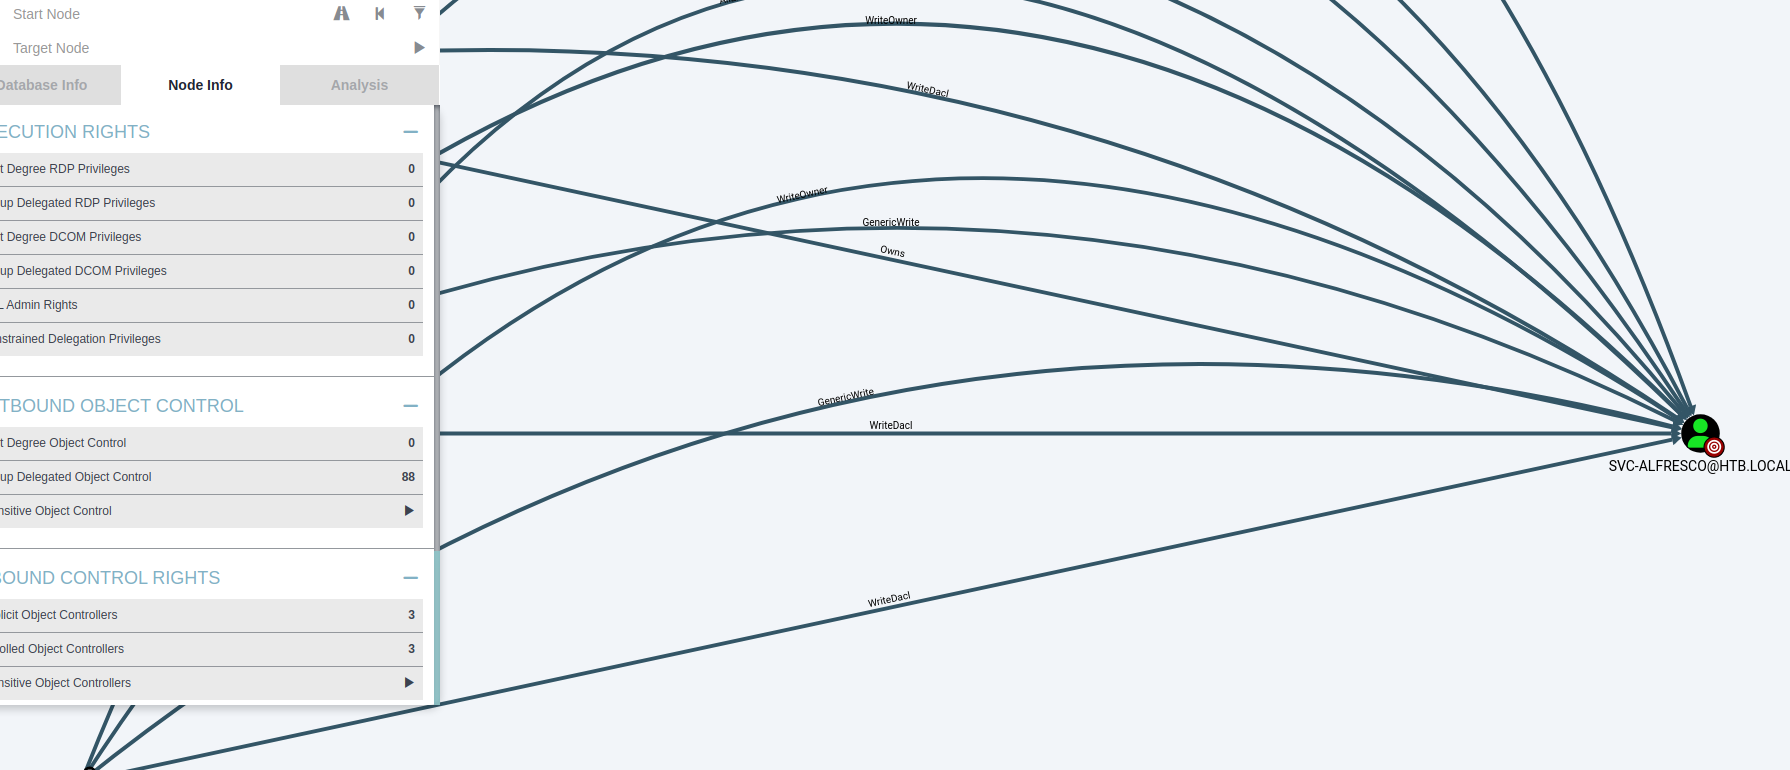 Start Node
Target Node
Database Info
Node Info
Analysis
ECUTION RIGHTS
t Degree RDP Privileges 0
up Delegated RDP Privileges 0
t Degree DCOM Privileges 0
up Delegated DCOM Privileges 0
L Admin Rights 0
nstrained Delegation Privileges 0
TBOUND OBJECT CONTROL
t Degree Object Control 0
up Delegated Object Control 88
nsitive Object Control
BOUND CONTROL RIGHTS
licit Object Controllers 3
olled Object Controllers 3
nsitive Object Controllers
WriteOwner
WriteDacl
WriteOwner
GenericWrite
Owns
GenericWrite
WriteDacl
WriteDacl
SVC-ALFRESCO@HTB.LOCAL